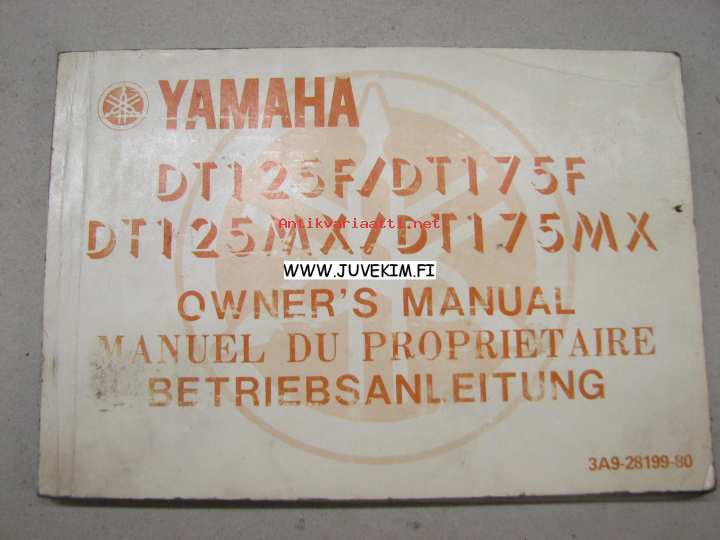 YAMAHA
DT125F/DT175F
Antikvariaatti.net
DT125MX/DT175MX
WWW.JUVEKIM.FI
OWNER'S MANUAL
MANUEL DU PROPRIETAIRE
BETRIEBSANLEITUNG
3A9-28199-80